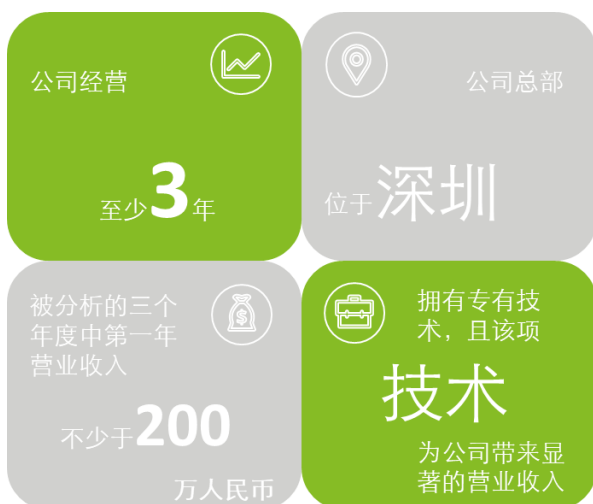 公司经营
至少3年
公司总部
位于深圳
被分析的三个
年度中第一年
营业收入
不少于200
万人民币
拥有专有技
术，且该项
技术
为公司带来显
著的营业收入